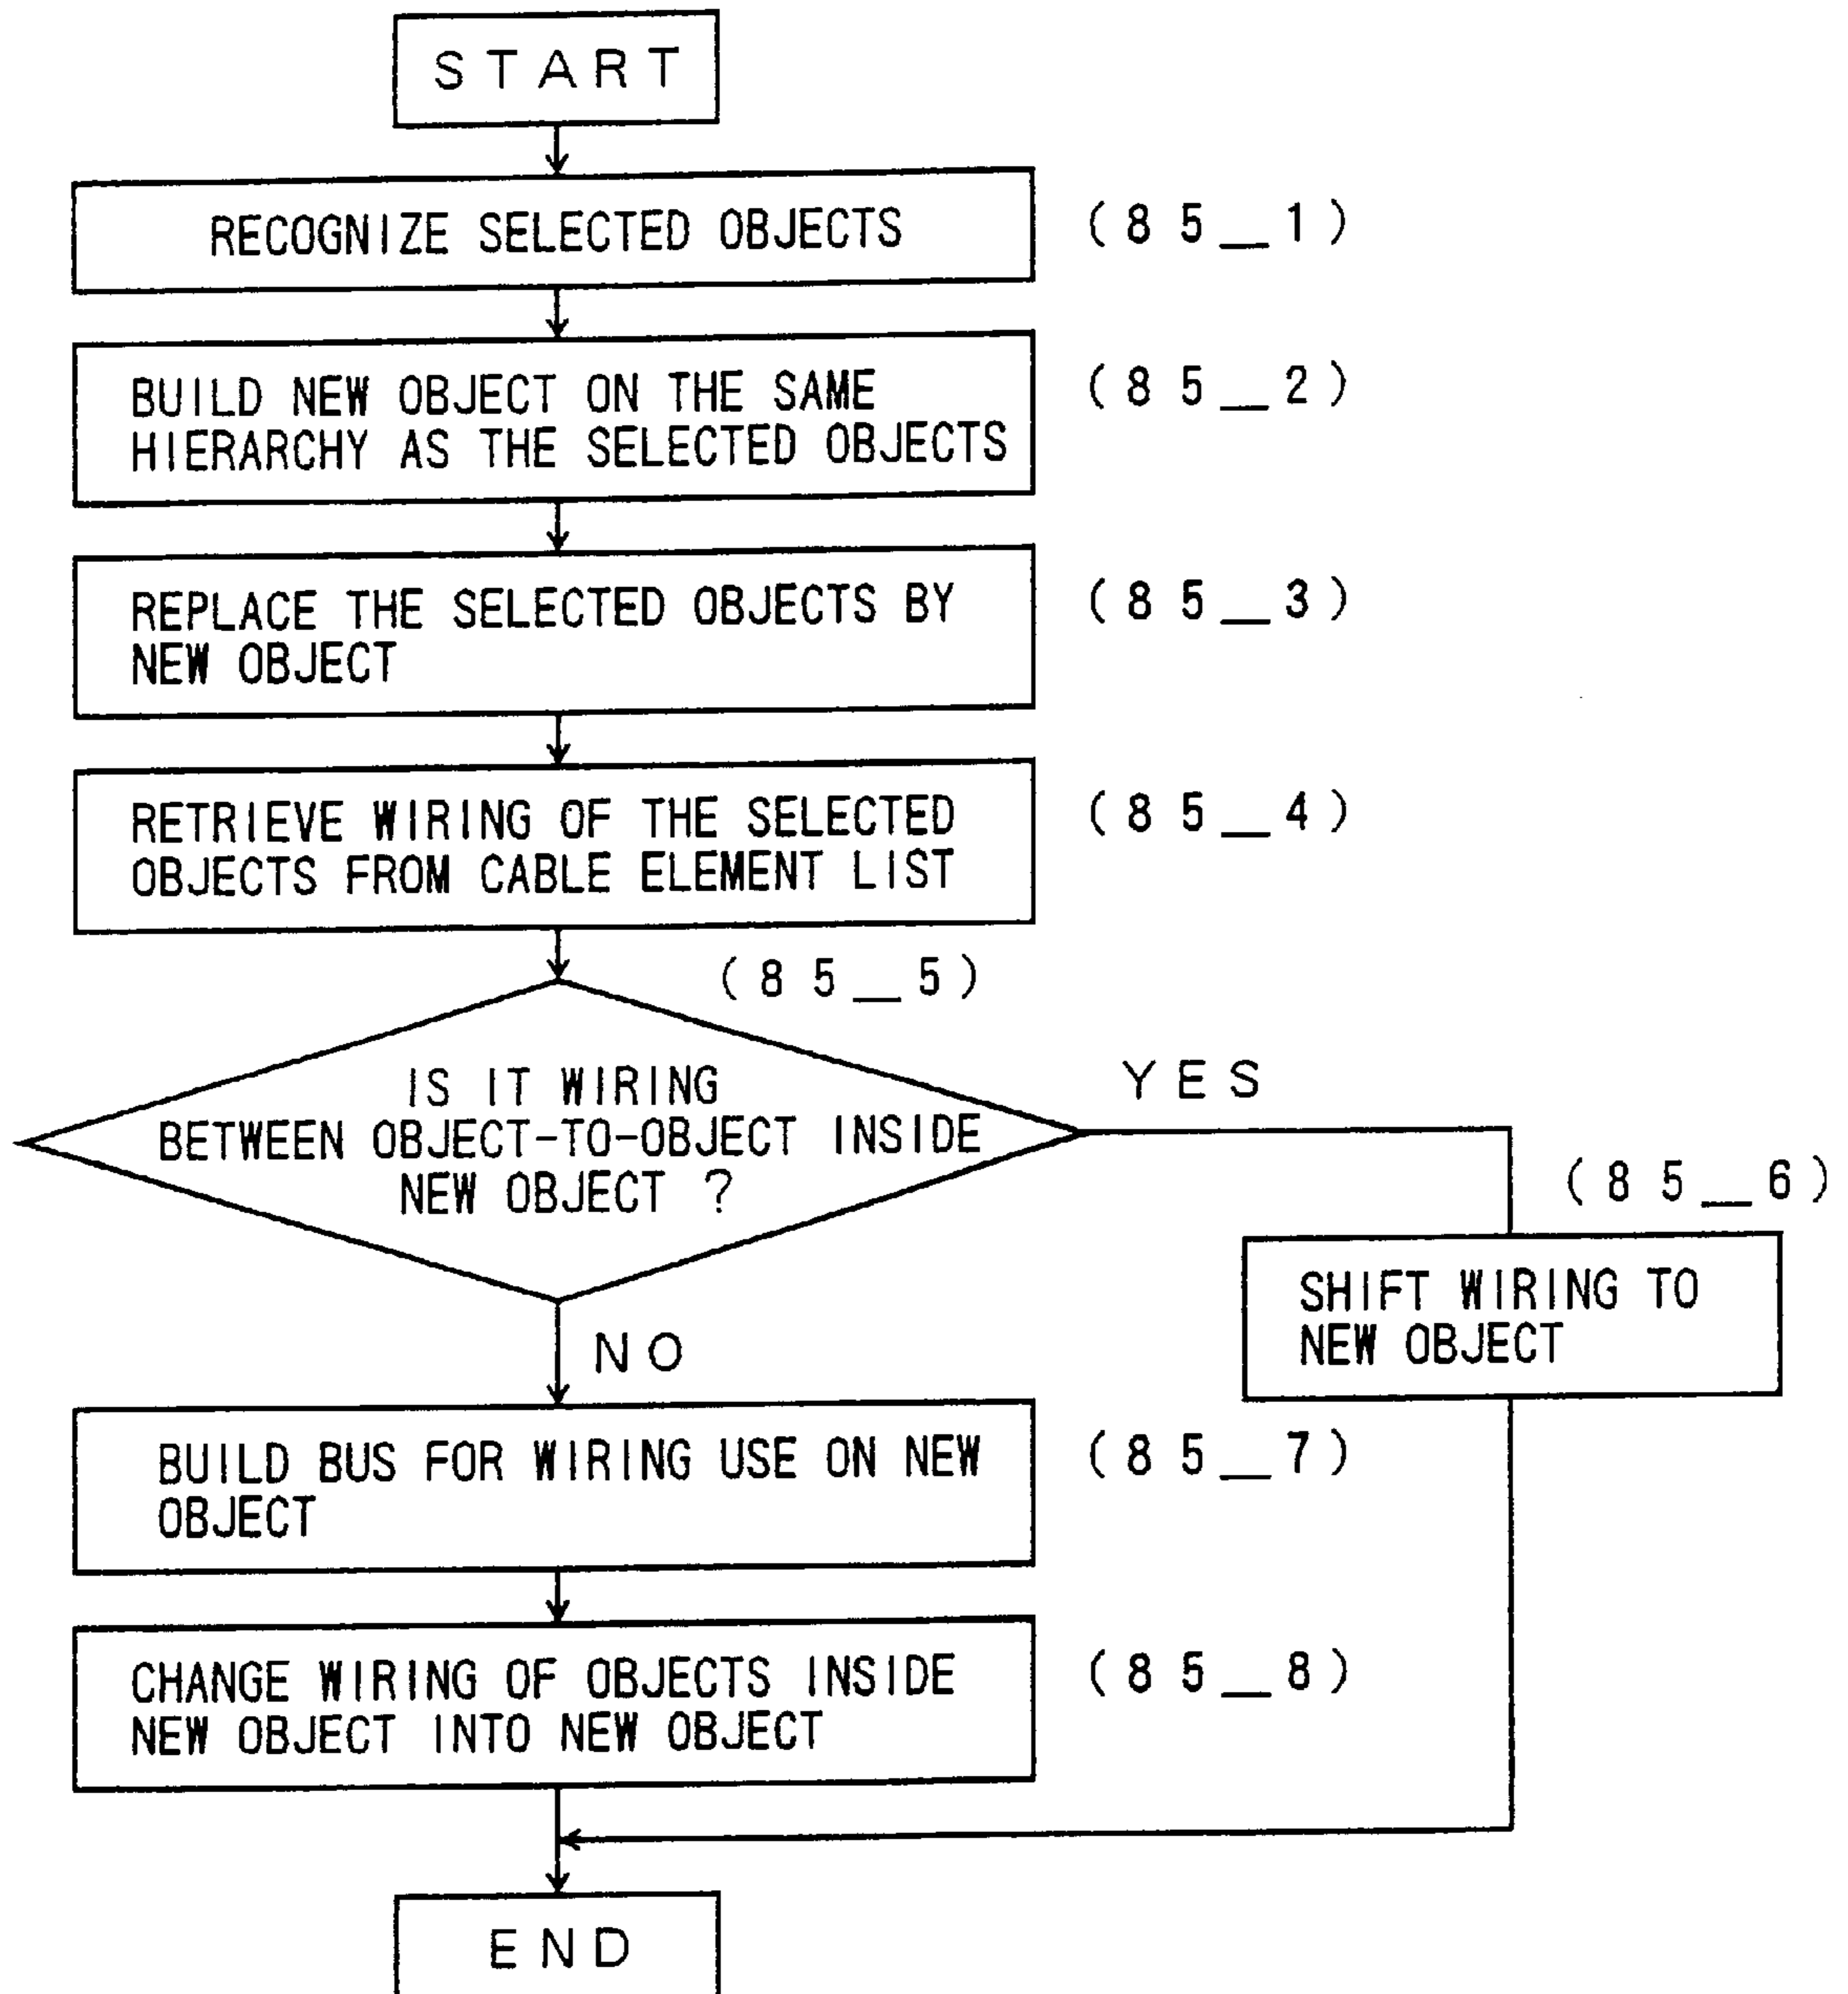 START
RECOGNIZE SELECTED OBJECTS
(85_1)
BUILD NEW OBJECT ON THE SAME
HIERARCHY AS THE SELECTED OBJECTS
(85_2)
REPLACE THE SELECTED OBJECTS BY
NEW OBJECT
(85_3)
RETRIEVE WIRING OF THE SELECTED
OBJECTS FROM CABLE ELEMENT LIST
(85_4)
(85_5)
IS IT WIRING
BETWEEN OBJECT-TO-OBJECT INSIDE
NEW OBJECT ?
YES
(85_6)
SHIFT WIRING TO
NEW OBJECT
NO
BUILD BUS FOR WIRING USE ON NEW
OBJECT
(85_7)
CHANGE WIRING OF OBJECTS INSIDE
NEW OBJECT INTO NEW OBJECT
(85_8)
END